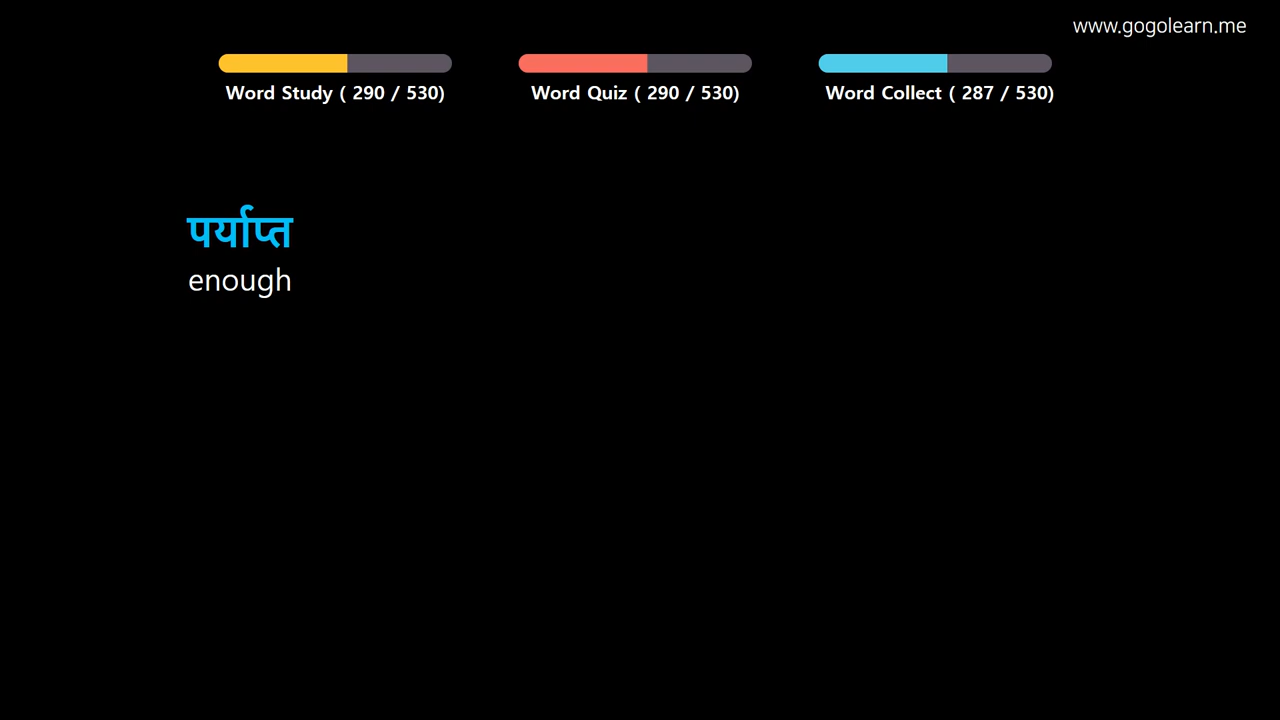 www.gogolearn.me
Word Study ( 290 / 530)
Word Quiz ( 290 / 530)
Word Collect ( 287 / 530)
पर्याप्त
enough